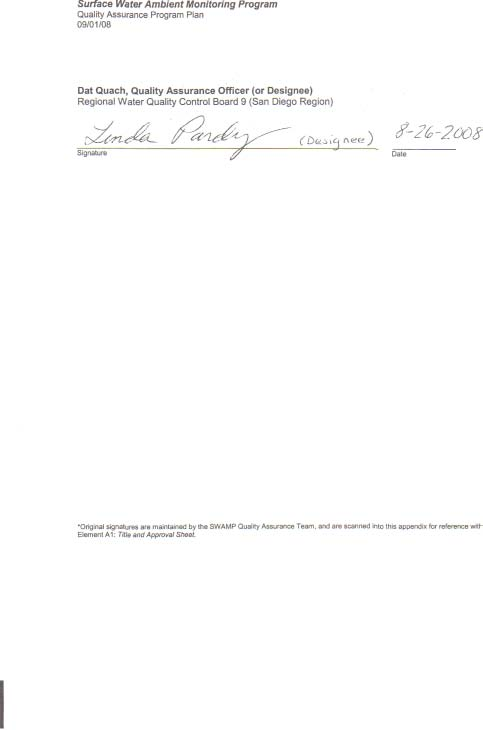 Surface Water Ambient Monitoring Program
Quality Assurance Program Plan
09/01/08
Dat Quach, Quality Assurance Officer (or Designee)
Regional Water Quality Control Board 9 (San Diego Region)
Linda Pardy (Designee) 8-26-2008
Signature Date
*Original signatures are maintained by the SWAMP Quality Assurance Team, and are scanned into this appendix for reference with
Element A1: Title and Approval Sheet.